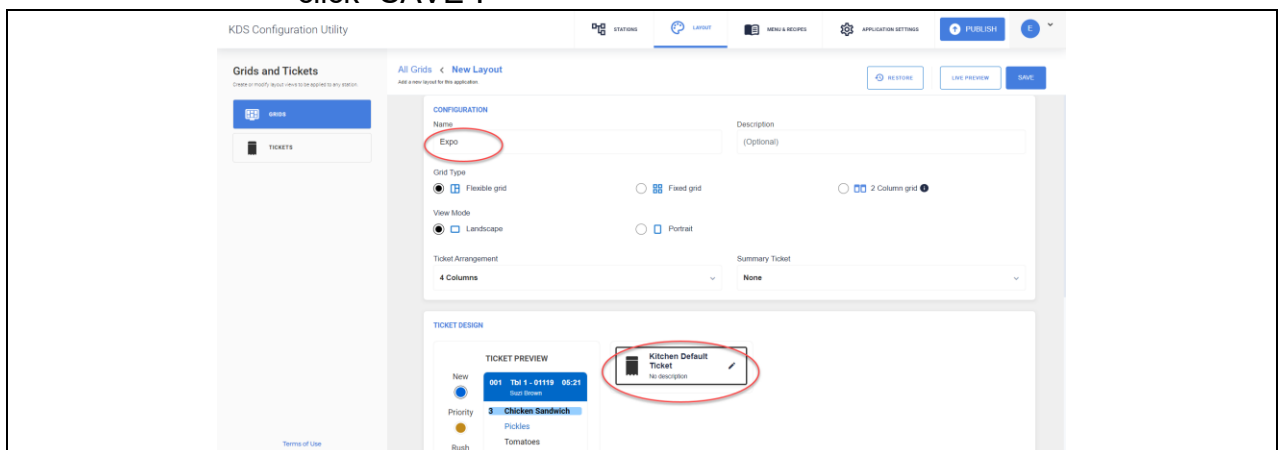 click "SAVE".
KDS Configuration Utility
STATIONS
LAYOUT
MENU & RECIPES
APPLICATION SETTINGS
PUBLISH
E
Grids and Tickets
Create or modify layout views to be applied to any station.
GRIDS
TICKETS
Terms of Use
All Grids < New Layout
Add a new layout for this application.
RESTORE
LIVE PREVIEW
SAVE
CONFIGURATION
Name
Description
Expo
(Optional)
Grid Type
Flexible grid
Fixed grid
2 Column grid
View Mode
Landscape
Portrait
Ticket Arrangement
Summary Ticket
4 Columns
None
TICKET DESIGN
TICKET PREVIEW
New
Priority
Rush
001 Tbl 1 - 01119 05:21
Suzi Brown
3 Chicken Sandwich
Pickles
Tomatoes
Kitchen Default
Ticket
No description